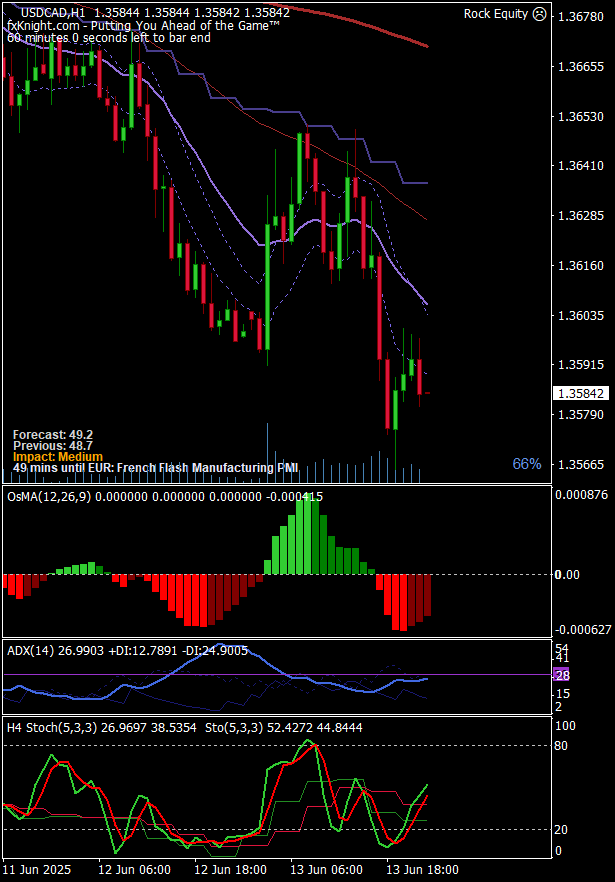 USDCAD,H1 1.35844 1.35844 1.35842 1.35842
Rock Equity
fxKnight.com - Putting You Ahead of the Game™
60 minutes 0 seconds left to bar end
1.36780
1.36655
1.36530
1.36410
1.36285
1.36160
1.36035
1.35915
1.35842
1.35790
1.35665
Forecast: 49.2
Previous: 48.7
Impact: Medium
49 mins until EUR: French Flash Manufacturing PMI
66%
OsMA(12,26,9) 0.000000 0.000000 0.000000 -0.000415
0.000876
0.00
-0.000627
ADX(14) 26.9903 +DI:12.7891 -DI:24.9005
54
41
28
15
2
H4 Stoch(5,3,3) 26.9697 38.5354 Sto(5,3,3) 52.4272 44.8444
100
80
20
0
11 Jun 2025 12 Jun 06:00 12 Jun 18:00 13 Jun 06:00 13 Jun 18:00